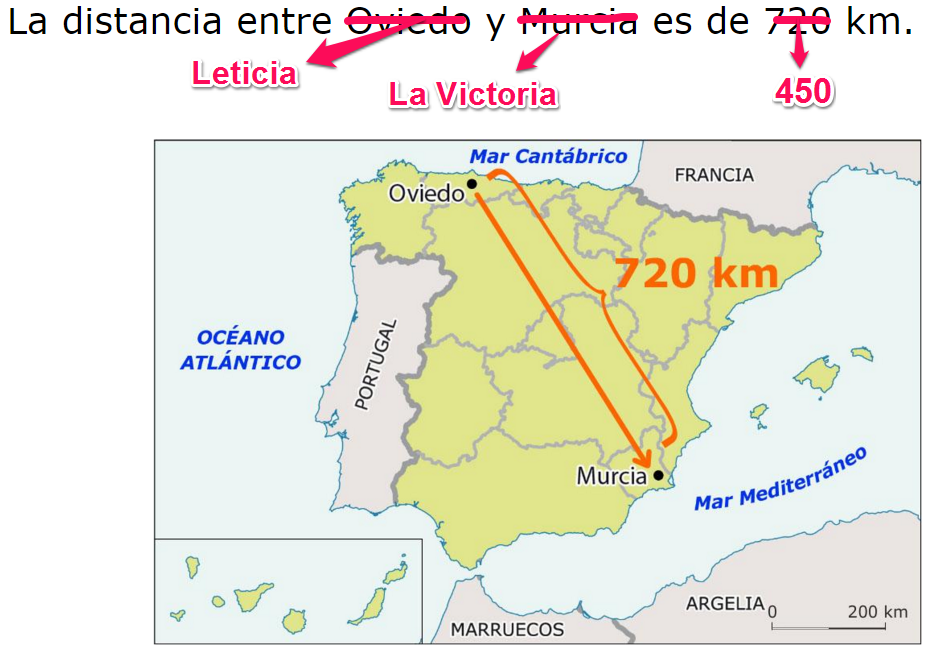 La distancia entre Oviedo y Murcia es de 720 km.
Leticia
La Victoria
450
Mar Cantábrico
FRANCIA
Oviedo
720 km
OCÉANO
ATLÁNTICO
PORTUGAL
Murcia
Mar Mediterráneo
ARGELIA
0 200 km
MARRUECOS